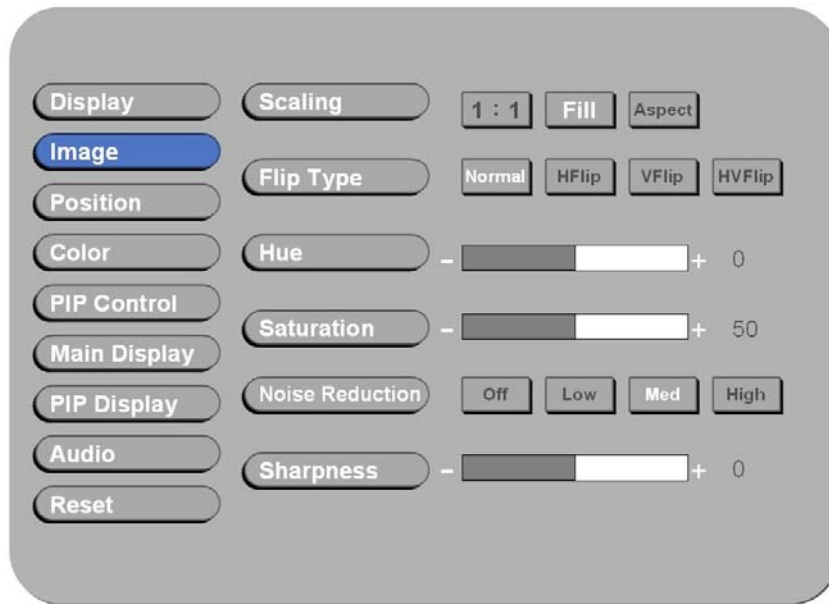 Display
Image
Position
Color
PIP Control
Main Display
PIP Display
Audio
Reset
Scaling 1 : 1 Fill Aspect
Flip Type Normal HFlip VFlip HVFlip
Hue - + 0
Saturation - + 50
Noise Reduction Off Low Med High
Sharpness - + 0